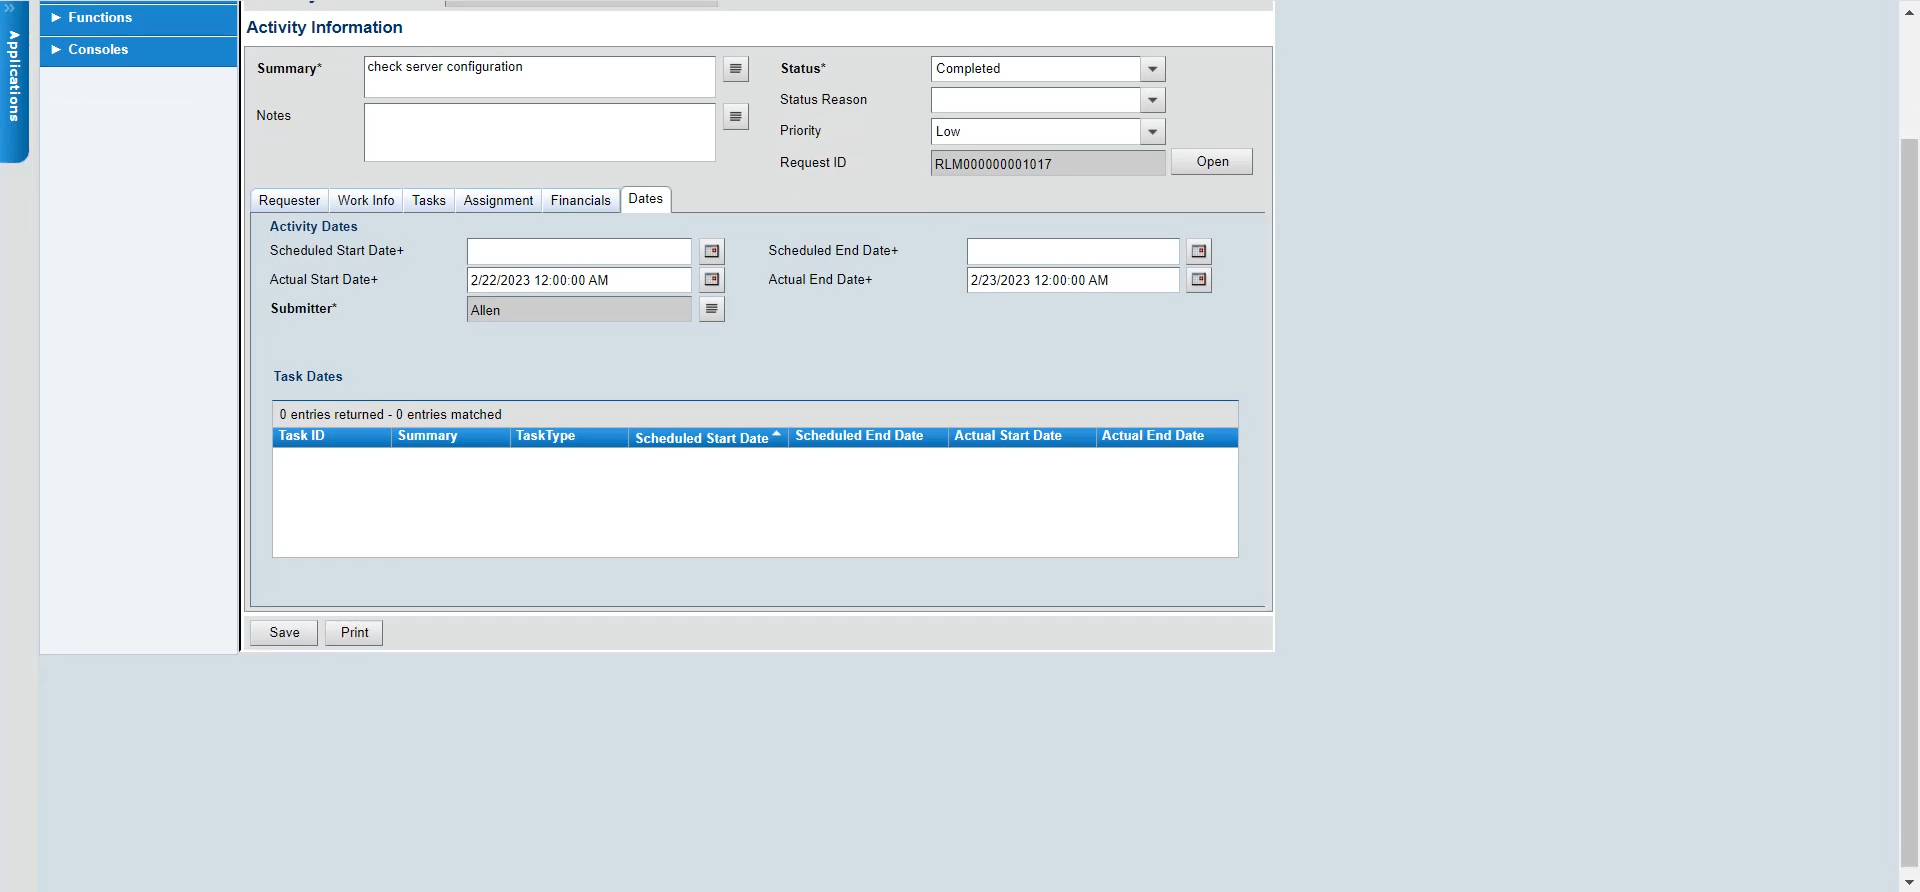 Applications
Functions
Consoles
Activity Information
Summary* check server configuration
Status* Completed
Status Reason
Notes
Priority Low
Request ID RLM000000001017 Open
Requester Work Info Tasks Assignment Financials Dates
Activity Dates
Scheduled Start Date+ Scheduled End Date+
Actual Start Date+ 2/22/2023 12:00:00 AM Actual End Date+ 2/23/2023 12:00:00 AM
Submitter* Allen
Task Dates
0 entries returned - 0 entries matched
Task ID Summary TaskType Scheduled Start Date Scheduled End Date Actual Start Date Actual End Date
Save Print